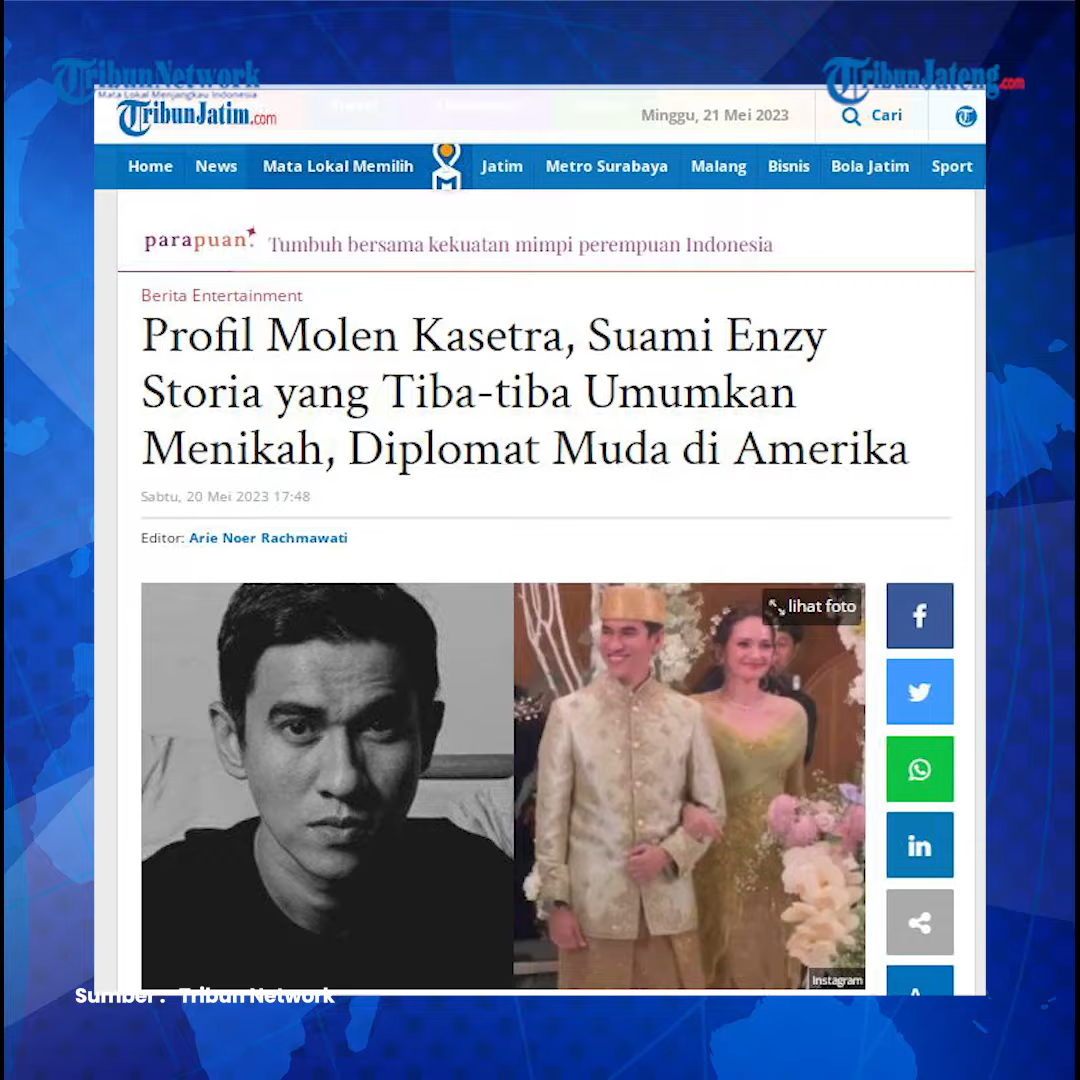 TribunNetwork
Mata Lokal Menjangkau Indonesia
TribunJateng.com
TribunJatim.com
Minggu, 21 Mei 2023
Cari
Home News Mata Lokal Memilih Jatim Metro Surabaya Malang Bisnis Bola Jatim Sport
parapuan. Tumbuh bersama kekuatan mimpi perempuan Indonesia
Berita Entertainment
Profil Molen Kasetra, Suami Enzy
Storia yang Tiba-tiba Umumkan
Menikah, Diplomat Muda di Amerika
Sabtu, 20 Mei 2023 17:48
Editor: Arie Noer Rachmawati
lihat foto
f
in
Instagram
Sumber : Tribun Network